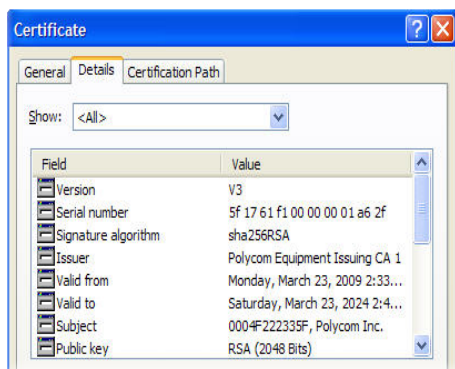 Certificate
General Details Certification Path
Show: <All>
Field Value
Version V3
Serial number 5f 17 61 f1 00 00 00 01 a6 2f
Signature algorithm sha256RSA
Issuer Polycom Equipment Issuing CA 1
Valid from Monday, March 23, 2009 2:33...
Valid to Saturday, March 23, 2024 2:4...
Subject 0004F222335F, Polycom Inc.
Public key RSA (2048 Bits)